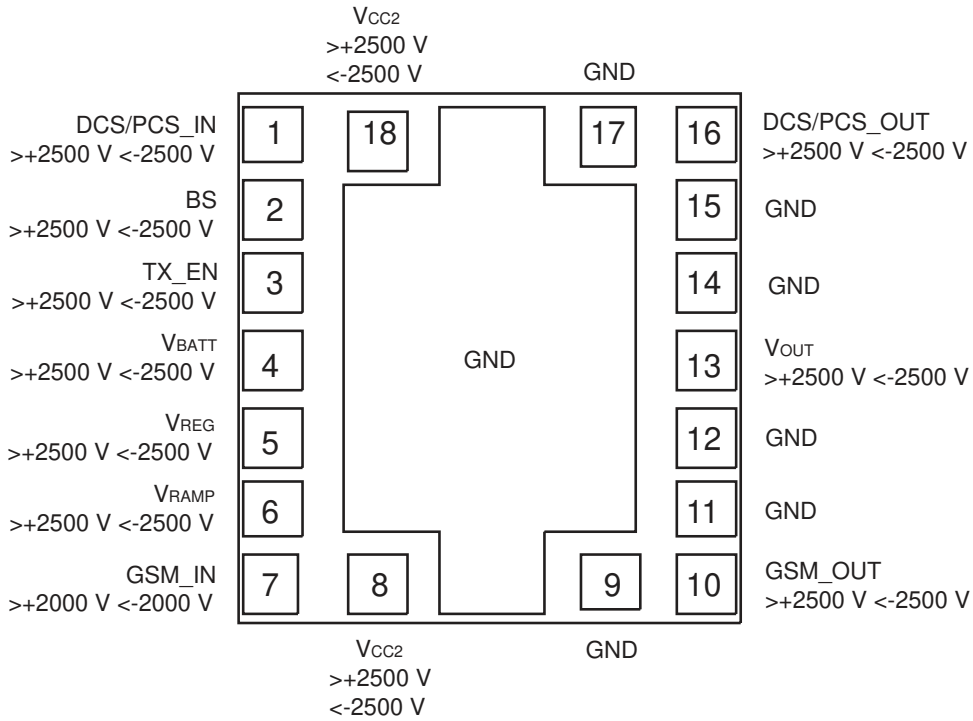 VCC2
>+2500 V
<-2500 V
GND
DCS/PCS_IN
>+2500 V <-2500 V
1
18
17
16
DCS/PCS_OUT
>+2500 V <-2500 V
BS
>+2500 V <-2500 V
2
15
GND
TX_EN
>+2500 V <-2500 V
3
14
GND
VBATT
>+2500 V <-2500 V
4
GND
13
VOUT
>+2500 V <-2500 V
VREG
>+2500 V <-2500 V
5
12
GND
VRAMP
>+2500 V <-2500 V
6
11
GND
GSM_IN
>+2000 V <-2000 V
7
8
9
10
GSM_OUT
>+2500 V <-2500 V
VCC2
>+2500 V
<-2500 V
GND